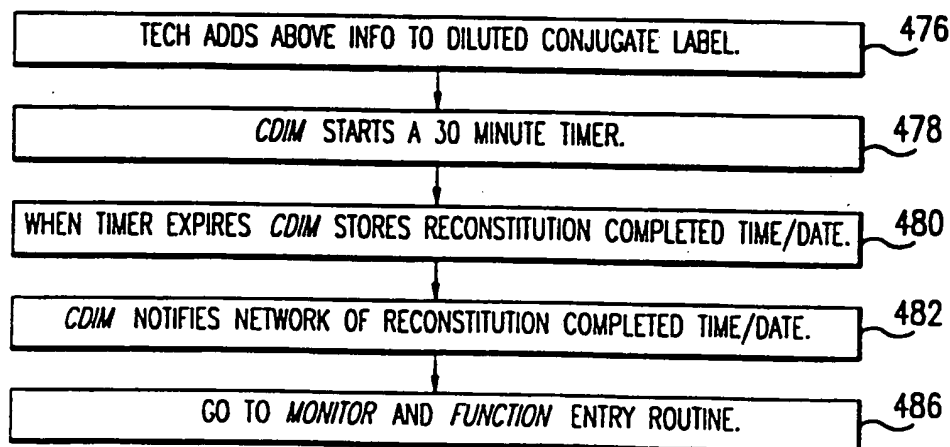 TECH ADDS ABOVE INFO TO DILUTED CONJUGATE LABEL.
476
CDIM STARTS A 30 MINUTE TIMER.
478
WHEN TIMER EXPIRES CDIM STORES RECONSTITUTION COMPLETED TIME/DATE.
480
CDIM NOTIFIES NETWORK OF RECONSTITUTION COMPLETED TIME/DATE.
482
GO TO MONITOR AND FUNCTION ENTRY ROUTINE.
486